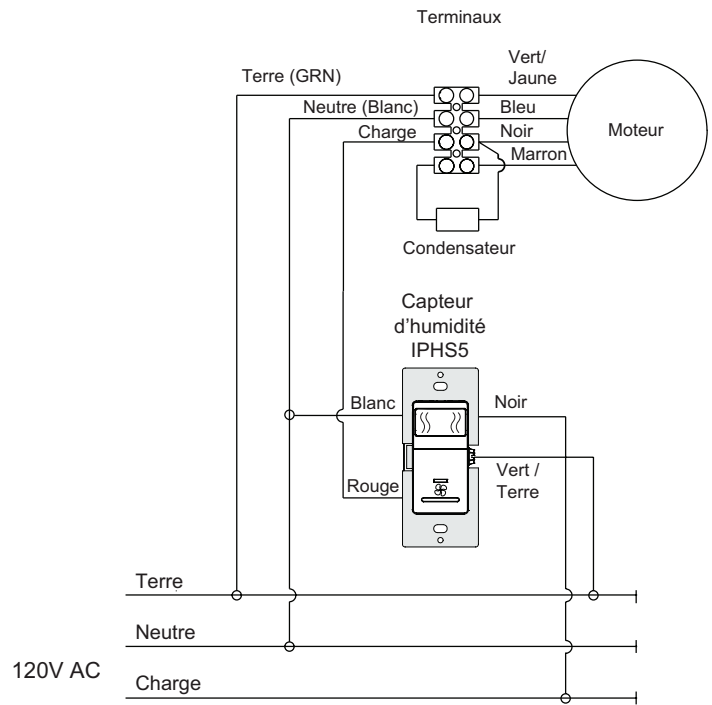 Terminaux
Vert/
Jaune
Terre (GRN)
Neutre (Blanc)
Bleu
Charge
Noir
Moteur
Marron
Condensateur
Capteur
d'humidité
IPHS5
Blanc
Noir
Vert /
Terre
Rouge
Terre
Neutre
120V AC
Charge